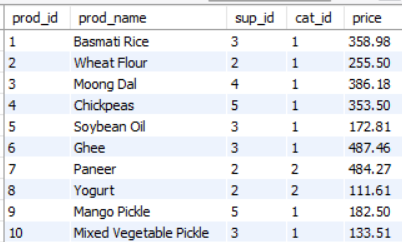 prod_id prod_name sup_id cat_id price
1 Basmati Rice 3 1 358.98
2 Wheat Flour 2 1 255.50
3 Moong Dal 4 1 386.18
4 Chickpeas 5 1 353.50
5 Soybean Oil 3 1 172.81
6 Ghee 3 1 487.46
7 Paneer 2 2 484.27
8 Yogurt 2 2 111.61
9 Mango Pickle 5 1 182.50
10 Mixed Vegetable Pickle 3 1 133.51